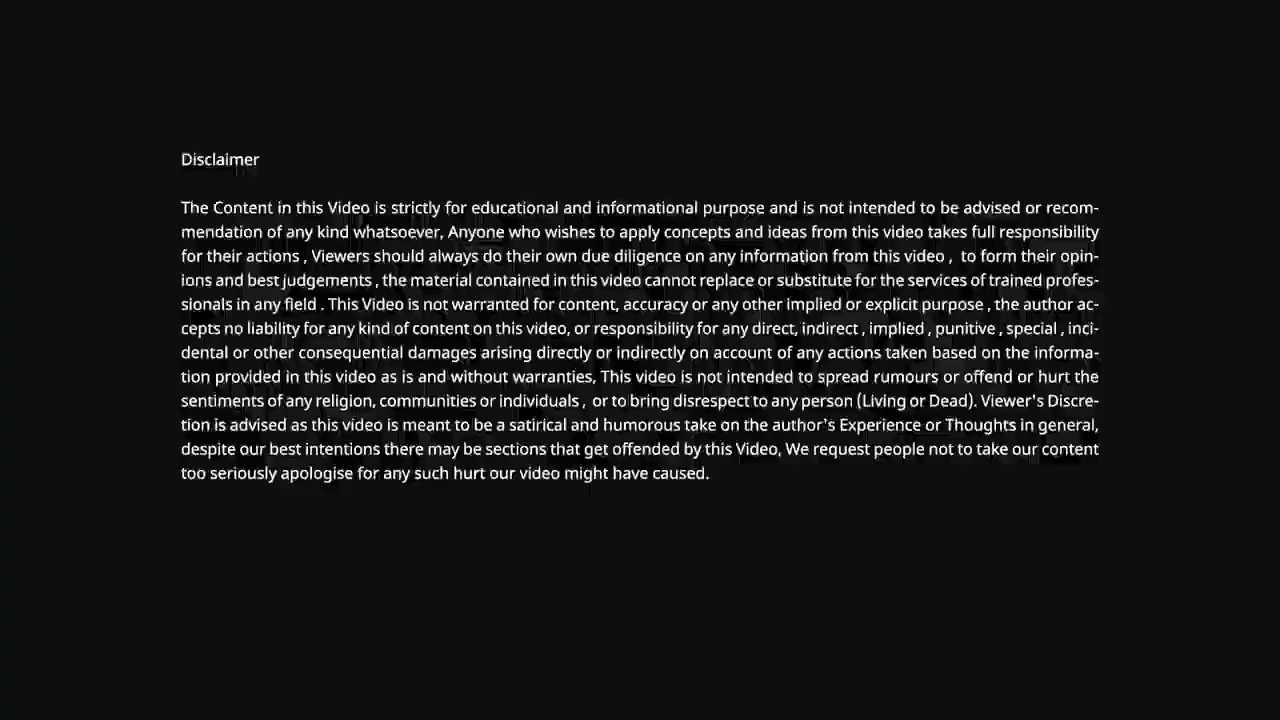 Disclaimer
The Content in this Video is strictly for educational and informational purpose and is not intended to be advised or recom-
mendation of any kind whatsoever, Anyone who wishes to apply concepts and ideas from this video takes full responsibility
for their actions , Viewers should always do their own due diligence on any information from this video ,  to form their opin-
ions and best judgements , the material contained in this video cannot replace or substitute for the services of trained profes-
sionals in any field . This Video is not warranted for content, accuracy or any other implied or explicit purpose , the author ac-
cepts no liability for any kind of content on this video, or responsibility for any direct, indirect , implied , punitive , special , inci-
dental or other consequential damages arising directly or indirectly on account of any actions taken based on the informa-
tion provided in this video as is and without warranties, This video is not intended to spread rumours or offend or hurt the
sentiments of any religion, communities or individuals ,  or to bring disrespect to any person (Living or Dead). Viewer's Discre-
tion is advised as this video is meant to be a satirical and humorous take on the author's Experience or Thoughts in general,
despite our best intentions there may be sections that get offended by this Video, We request people not to take our content
too seriously apologise for any such hurt our video might have caused.